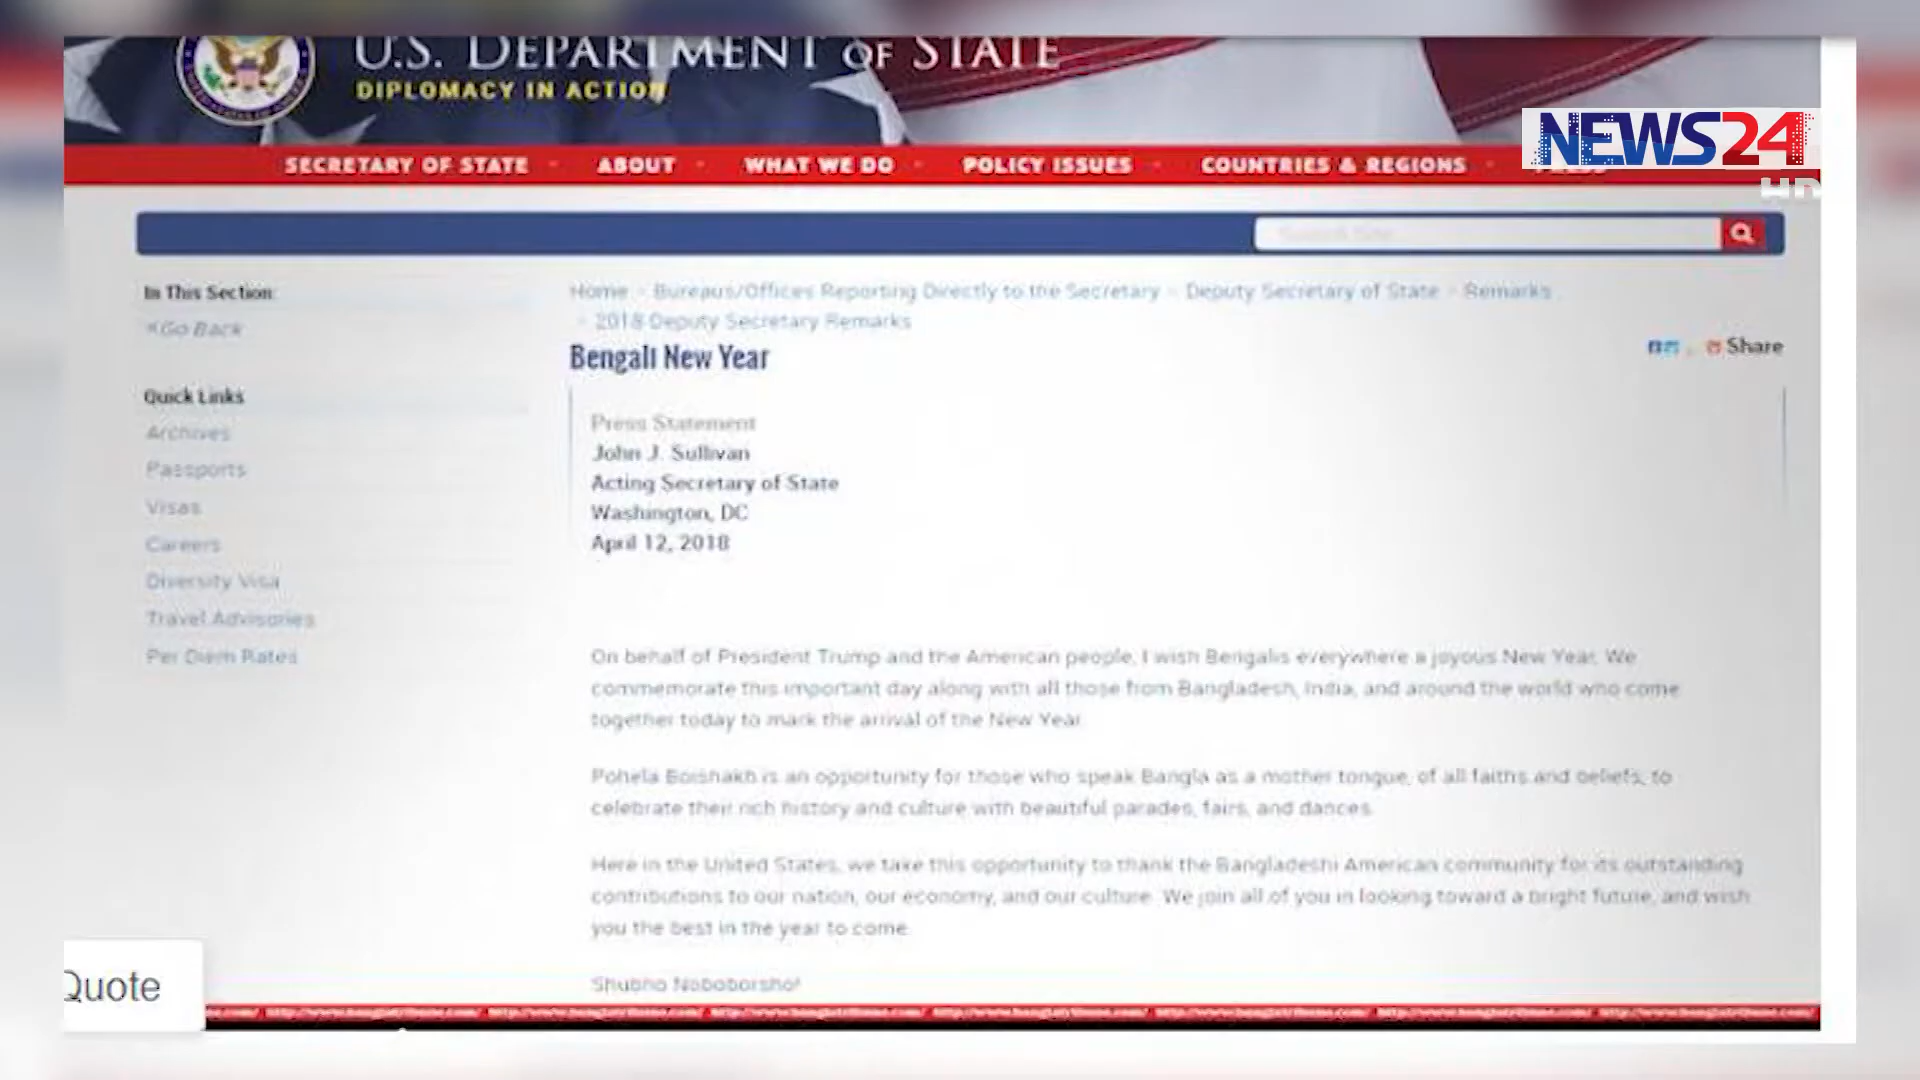 U.S. DEPARTMENT OF STATE
DIPLOMACY IN ACTION
NEWS24
HD
SECRETARY OF STATE
ABOUT
WHAT WE DO
POLICY ISSUES
COUNTRIES & REGIONS
In This Section:
«Go Back
Quick Links
Archives
Passports
Visas
Careers
Diversity Visa
Travel Advisories
Per Diem Rates
Home > Bureaus/Offices Reporting Directly to the Secretary > Deputy Secretary of State > Remarks
> 2018 Deputy Secretary Remarks
Bengali New Year
Share
Press Statement
John J. Sullivan
Acting Secretary of State
Washington, DC
April 12, 2018
On behalf of President Trump and the American people, I wish Bengalis everywhere a joyous New Year. We
commemorate this important day along with all those from Bangladesh, India, and around the world who come
together today to mark the arrival of the New Year.
Pohela Boishakh is an opportunity for those who speak Bangla as a mother tongue, of all faiths and beliefs, to
celebrate their rich history and culture with beautiful parades, fairs, and dances.
Here in the United States, we take this opportunity to thank the Bangladeshi American community for its outstanding
contributions to our nation, our economy, and our culture. We join all of you in looking toward a bright future, and wish
you the best in the year to come.
Shubho Noboborsho!
Quote